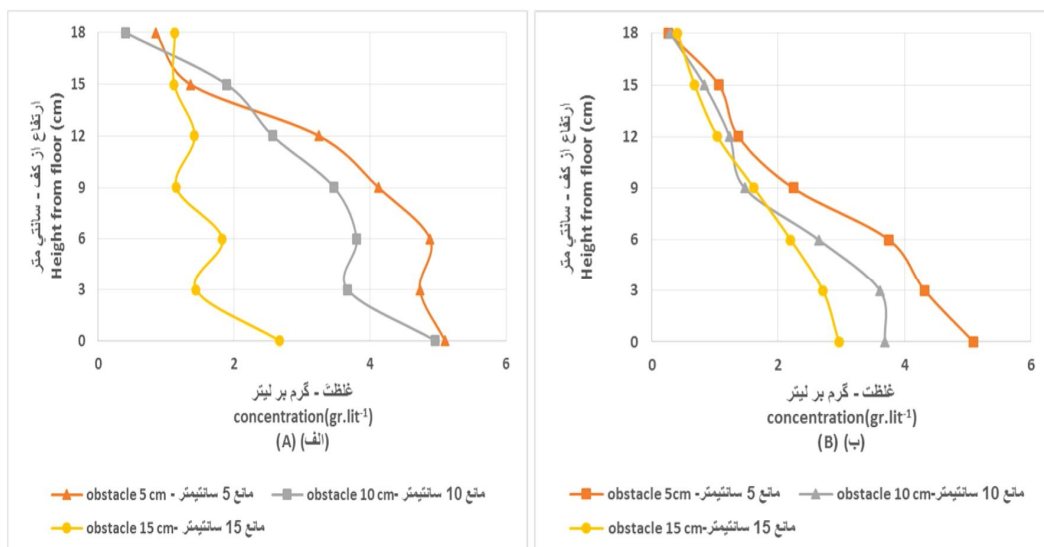 18
15
12
9
6
3
0
ارتفاع از کف - سانتي متر
Height from floor (cm)
0
2
4
6
غلظت - گرم بر لیتر
concentration(gr.lit⁻¹)
(A) (الف)
obstacle 5 cm - مانع 5 سانتیمتر
obstacle 10 cm- مانع 10 سانتیمتر
obstacle 15 cm- مانع 15 سانتیمتر
18
15
12
9
6
3
0
ارتفاع از کف - سانتي متر
Height from floor (cm)
0
2
4
6
غلظت - گرم بر لیتر
concentration(gr.lit⁻¹)
(B) (ب)
obstacle 5cm - مانع 5 سانتیمتر
obstacle 10 cm- مانع 10 سانتیمتر
obstacle 15 cm- مانع 15 سانتیمتر